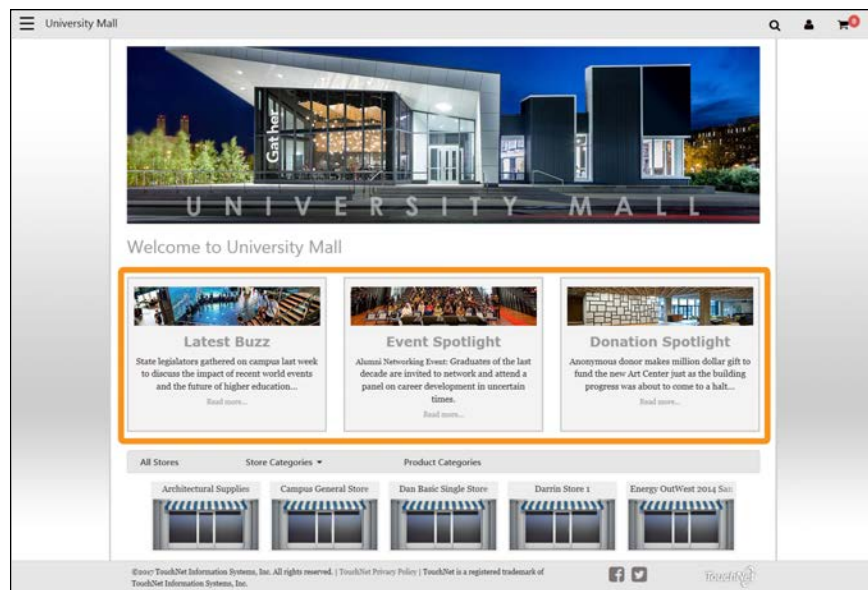 University Mall
0
Gather
UNIVERSITY MALL
Welcome to University Mall
Latest Buzz
State legislators gathered on campus last week
to discuss the impact of recent world events
and the future of higher education...
Read more...
Event Spotlight
Alumni Networking Event: Graduates of the last
decade are invited to network and attend a
panel on career development in uncertain
times.
Read more...
Donation Spotlight
Anonymous donor makes million dollar gift to
fund the new Art Center just as the building
progress was about to come to a halt...
Read more...
All Stores Store Categories Product Categories
Architectural Supplies
Campus General Store
Dan Basic Single Store
Darrin Store 1
Energy OutWest 2014 San
©2017 TouchNet Information Systems, Inc. All rights reserved. | TouchNet Privacy Policy | TouchNet is a registered trademark of
TouchNet Information Systems, Inc.
TouchNet